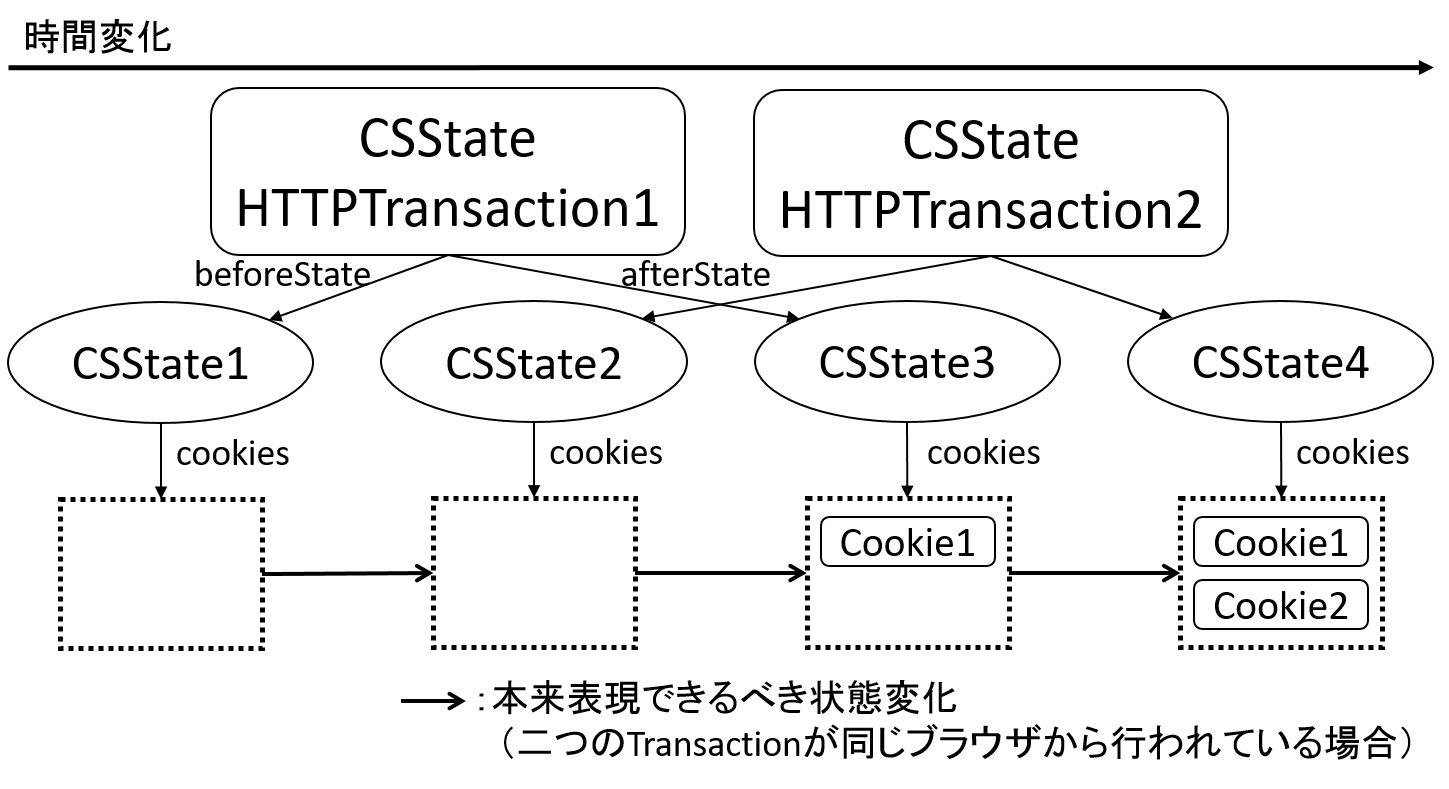 時間変化
CSState
HTTPTransaction1
CSState
HTTPTransaction2
beforeState
afterState
CSState1
CSState2
CSState3
CSState4
cookies
cookies
cookies
cookies
Cookie1
Cookie1
Cookie2
：本来表現できるべき状態変化
（二つのTransactionが同じブラウザから行われている場合）